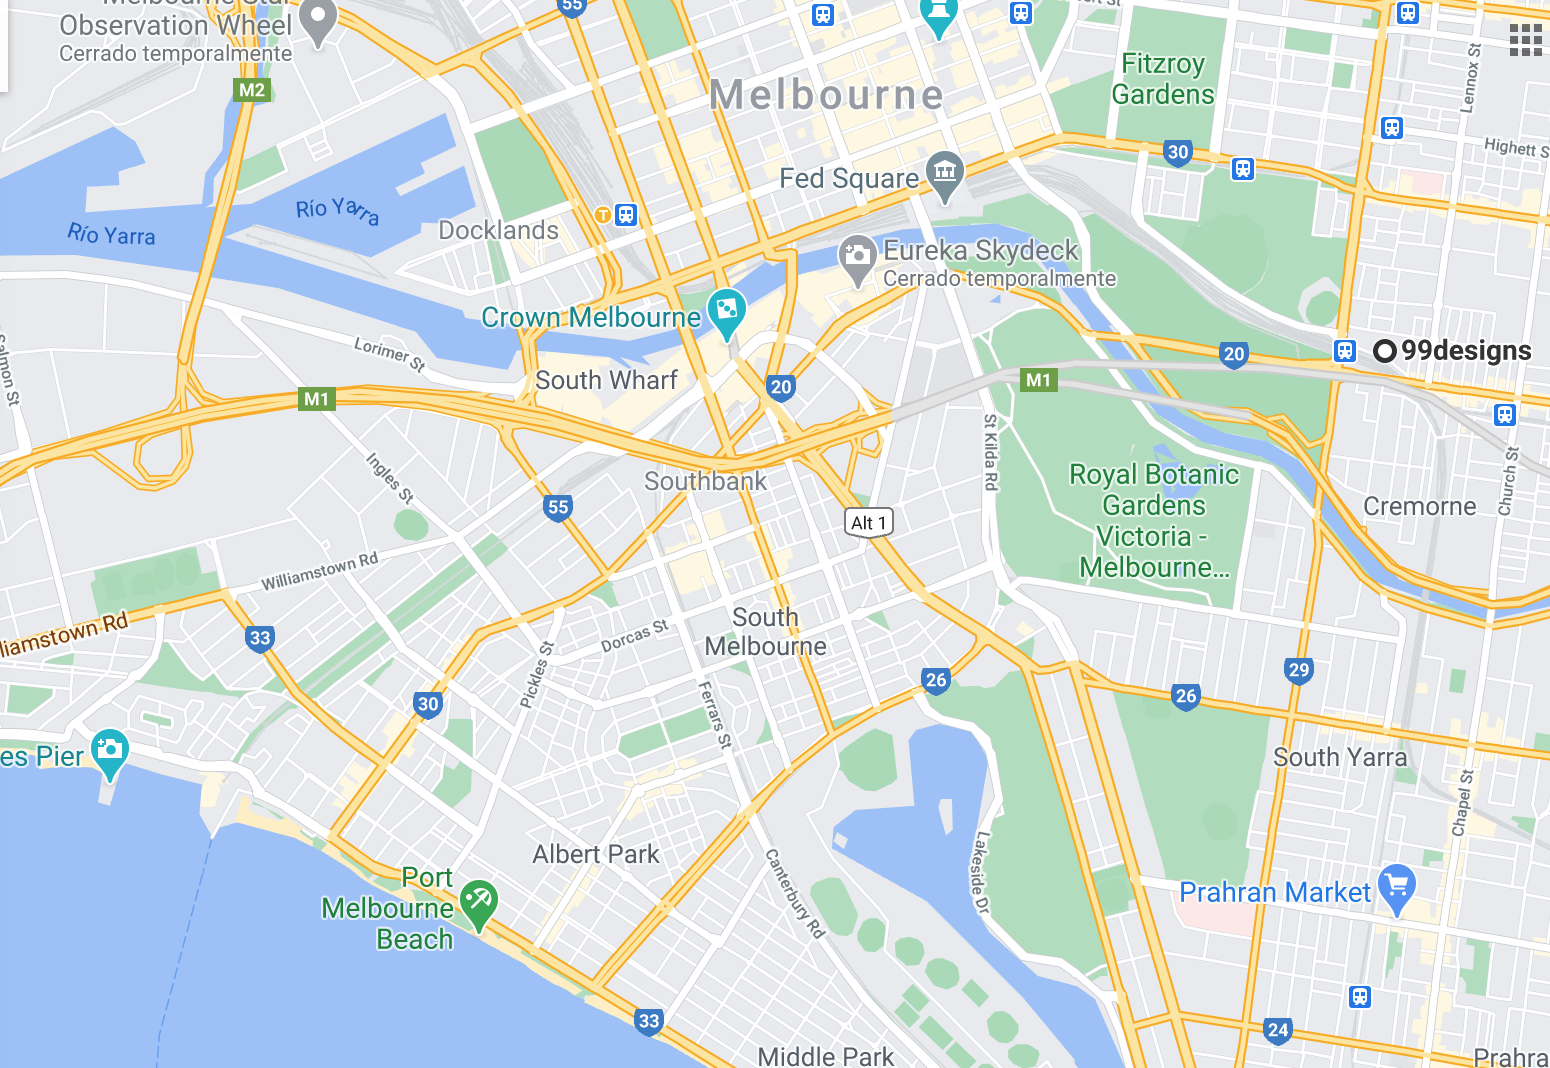 Melbourne Star
Observation Wheel
Cerrado temporalmente
M2
55
Melbourne
Fitzroy
Gardens
Lennox St
Highett S
30
Fed Square
Río Yarra
Río Yarra
Docklands
T
Eureka Skydeck
Cerrado temporalmente
Crown Melbourne
Salmon St
Lorimer St
South Wharf
20
20
99designs
M1
M1
St Kilda Rd
Southbank
Ingles St
55
Alt 1
Royal Botanic
Gardens
Victoria -
Melbourne...
Cremorne
Church St
Williamstown Rd
lliamstown Rd
33
Dorcas St
South
Melbourne
Pickles St
30
Ferrars St
26
26
29
es Pier
South Yarra
Chapel St
Albert Park
Canterbury Rd
Lakeside Dr
Port
Melbourne
Beach
Prahran Market
33
24
Middle Park
Prahra